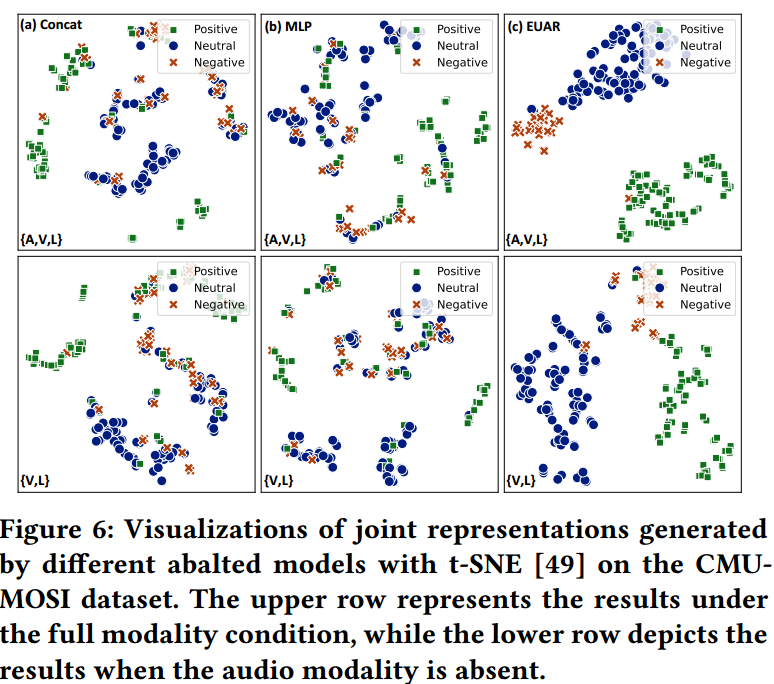 (a) Concat
Positive
Neutral
Negative
{A,V,L}
(b) MLP
Positive
Neutral
Negative
{A,V,L}
(c) EUAR
Positive
Neutral
Negative
{A,V,L}
Positive
Neutral
Negative
{V,L}
Positive
Neutral
Negative
{V,L}
Positive
Neutral
Negative
{V,L}
Figure 6: Visualizations of joint representations generated
by different abalted models with t-SNE [49] on the CMU-
MOSI dataset. The upper row represents the results under
the full modality condition, while the lower row depicts the
results when the audio modality is absent.